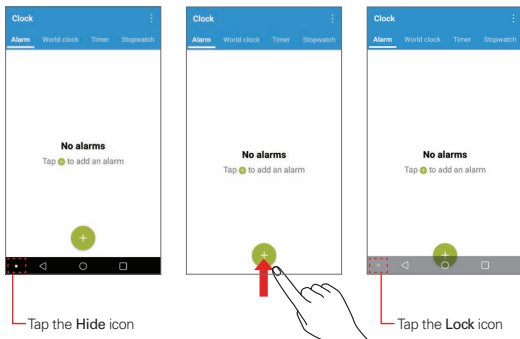 Clock
Alarm World clock Timer Stopwatch
No alarms
Tap + to add an alarm
+
Tap the Hide icon
Clock
Alarm World clock Timer Stopwatch
No alarms
Tap + to add an alarm
+
Clock
Alarm World clock Timer Stopwatch
No alarms
Tap + to add an alarm
+
Tap the Lock icon